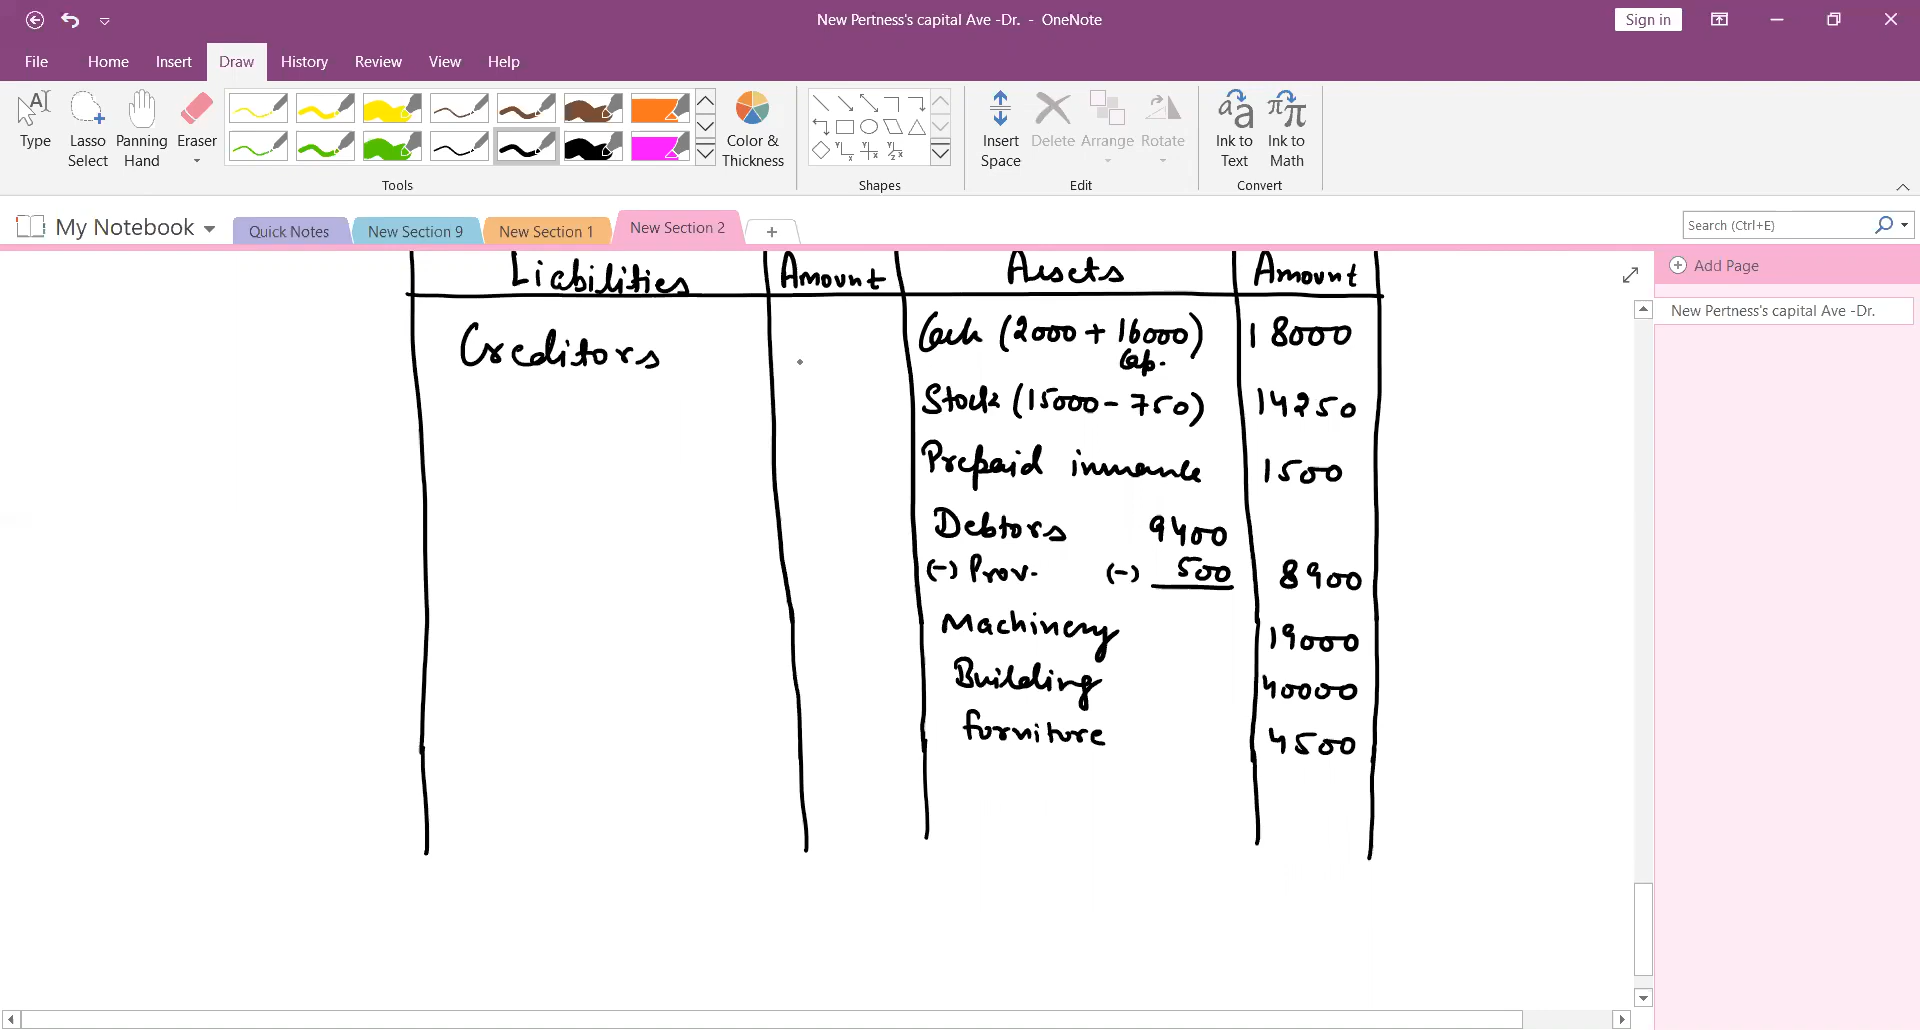 New Pertness's capital Ave -Dr. - OneNote
Sign in
File Home Insert Draw History Review View Help
Type
Lasso Select
Panning Hand
Eraser
Color & Thickness
Insert Space
Delete
Arrange
Rotate
Ink to Text
Ink to Math
Tools
Shapes
Edit
Convert
My Notebook
Quick Notes
New Section 9
New Section 1
New Section 2
Search (Ctrl+E)
Add Page
New Pertness's capital Ave -Dr.
Liabilities Amount Assets Amount
Creditors
Cash (2000 + 16000) 18000
Cap.
Stock (15000 - 750) 14250
Prepaid insurance 1500
Debtors 9400
(-) Prov. (-) 500 8900
Machinery 19000
Building 40000
furniture 4500